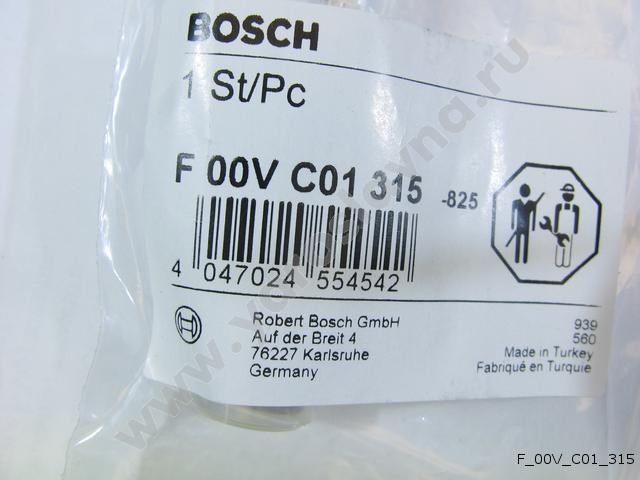 BOSCH
1 St/Pc
F 00V C01 315 -825
4 047024 554542
Robert Bosch GmbH
Auf der Breit 4
76227 Karlsruhe
Germany
939
560
Made in Turkey
Fabriqué en Turquie
F_00V_C01_315